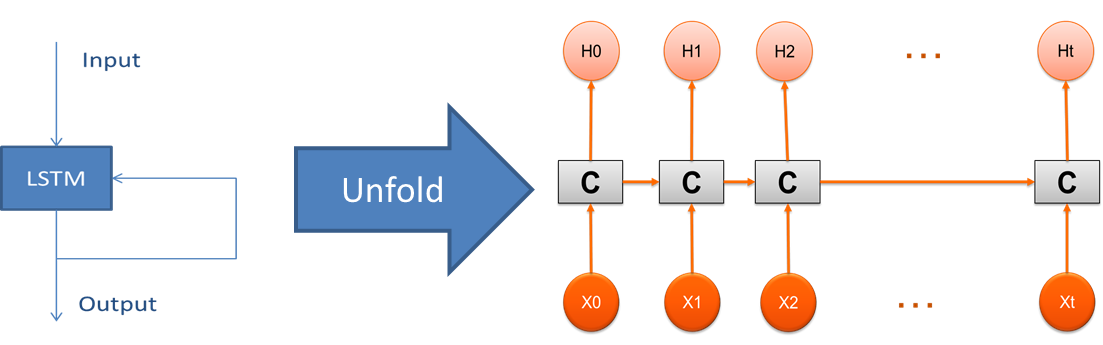 Input
LSTM
Output
Unfold
H0 H1 H2 ... Ht
C C C C
X0 X1 X2 ... Xt